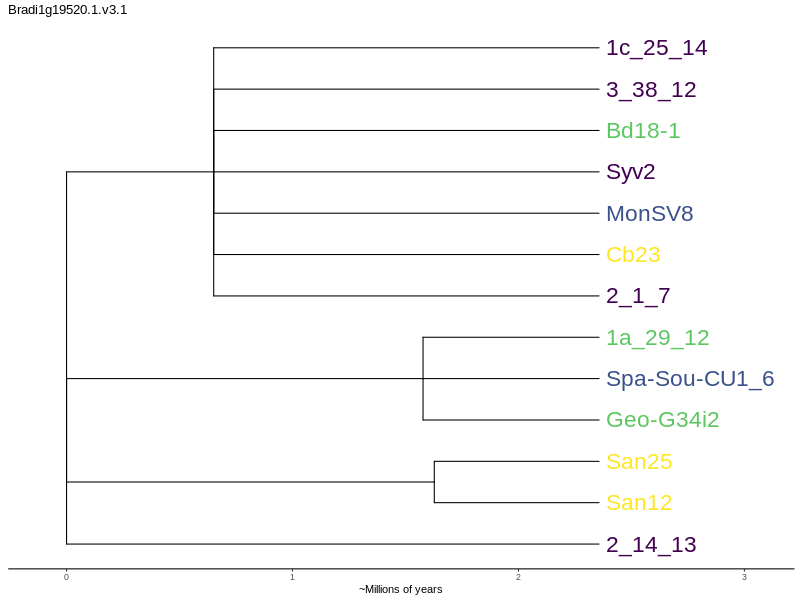 Bradi1g19520.1.v3.1
1c_25_14
3_38_12
Bd18-1
Syv2
MonSV8
Cb23
2_1_7
1a_29_12
Spa-Sou-CU1_6
Geo-G34i2
San25
San12
2_14_13
0 1 2 3
~Millions of years